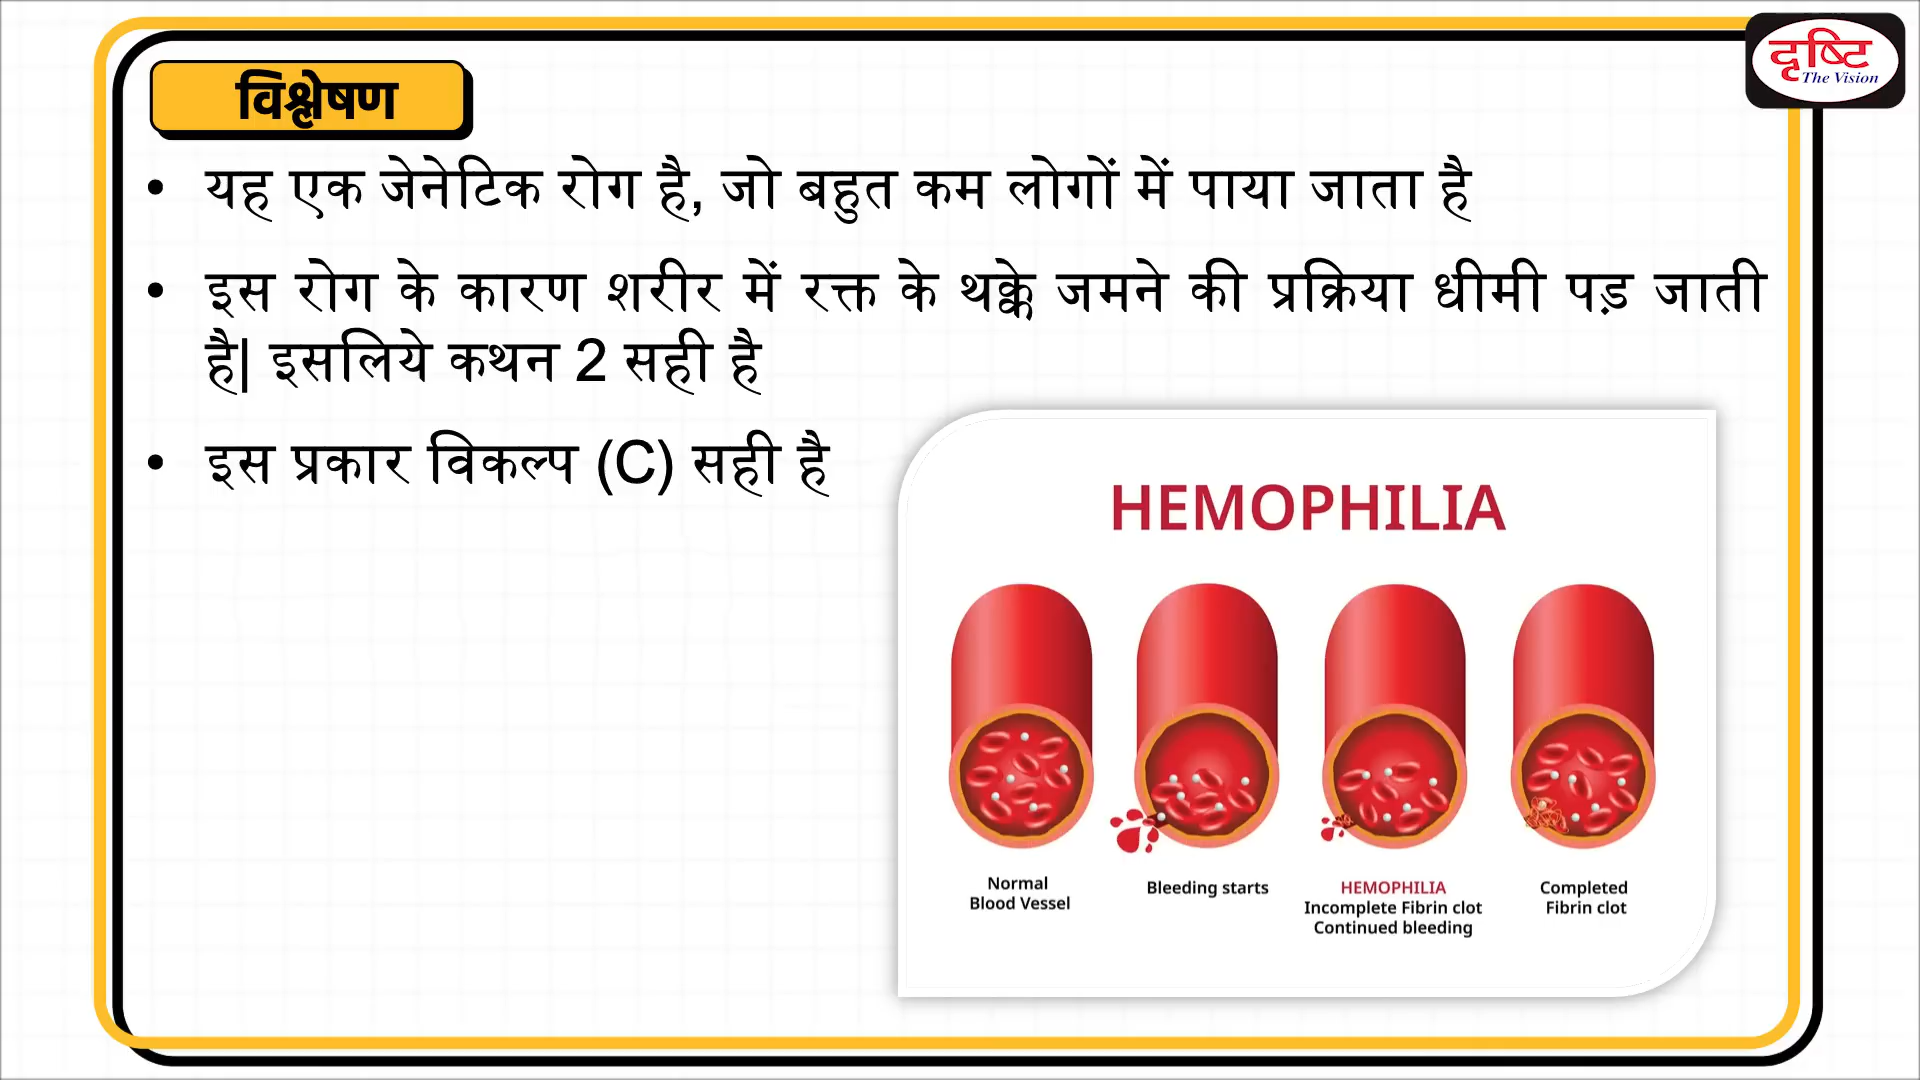 दृष्टि
The Vision
विश्लेषण
• यह एक जेनेटिक रोग है, जो बहुत कम लोगों में पाया जाता है
• इस रोग के कारण शरीर में रक्त के थक्के जमने की प्रक्रिया धीमी पड़ जाती
है| इसलिये कथन 2 सही है
• इस प्रकार विकल्प (C) सही है
HEMOPHILIA
Normal
Blood Vessel
Bleeding starts
HEMOPHILIA
Incomplete Fibrin clot
Continued bleeding
Completed
Fibrin clot